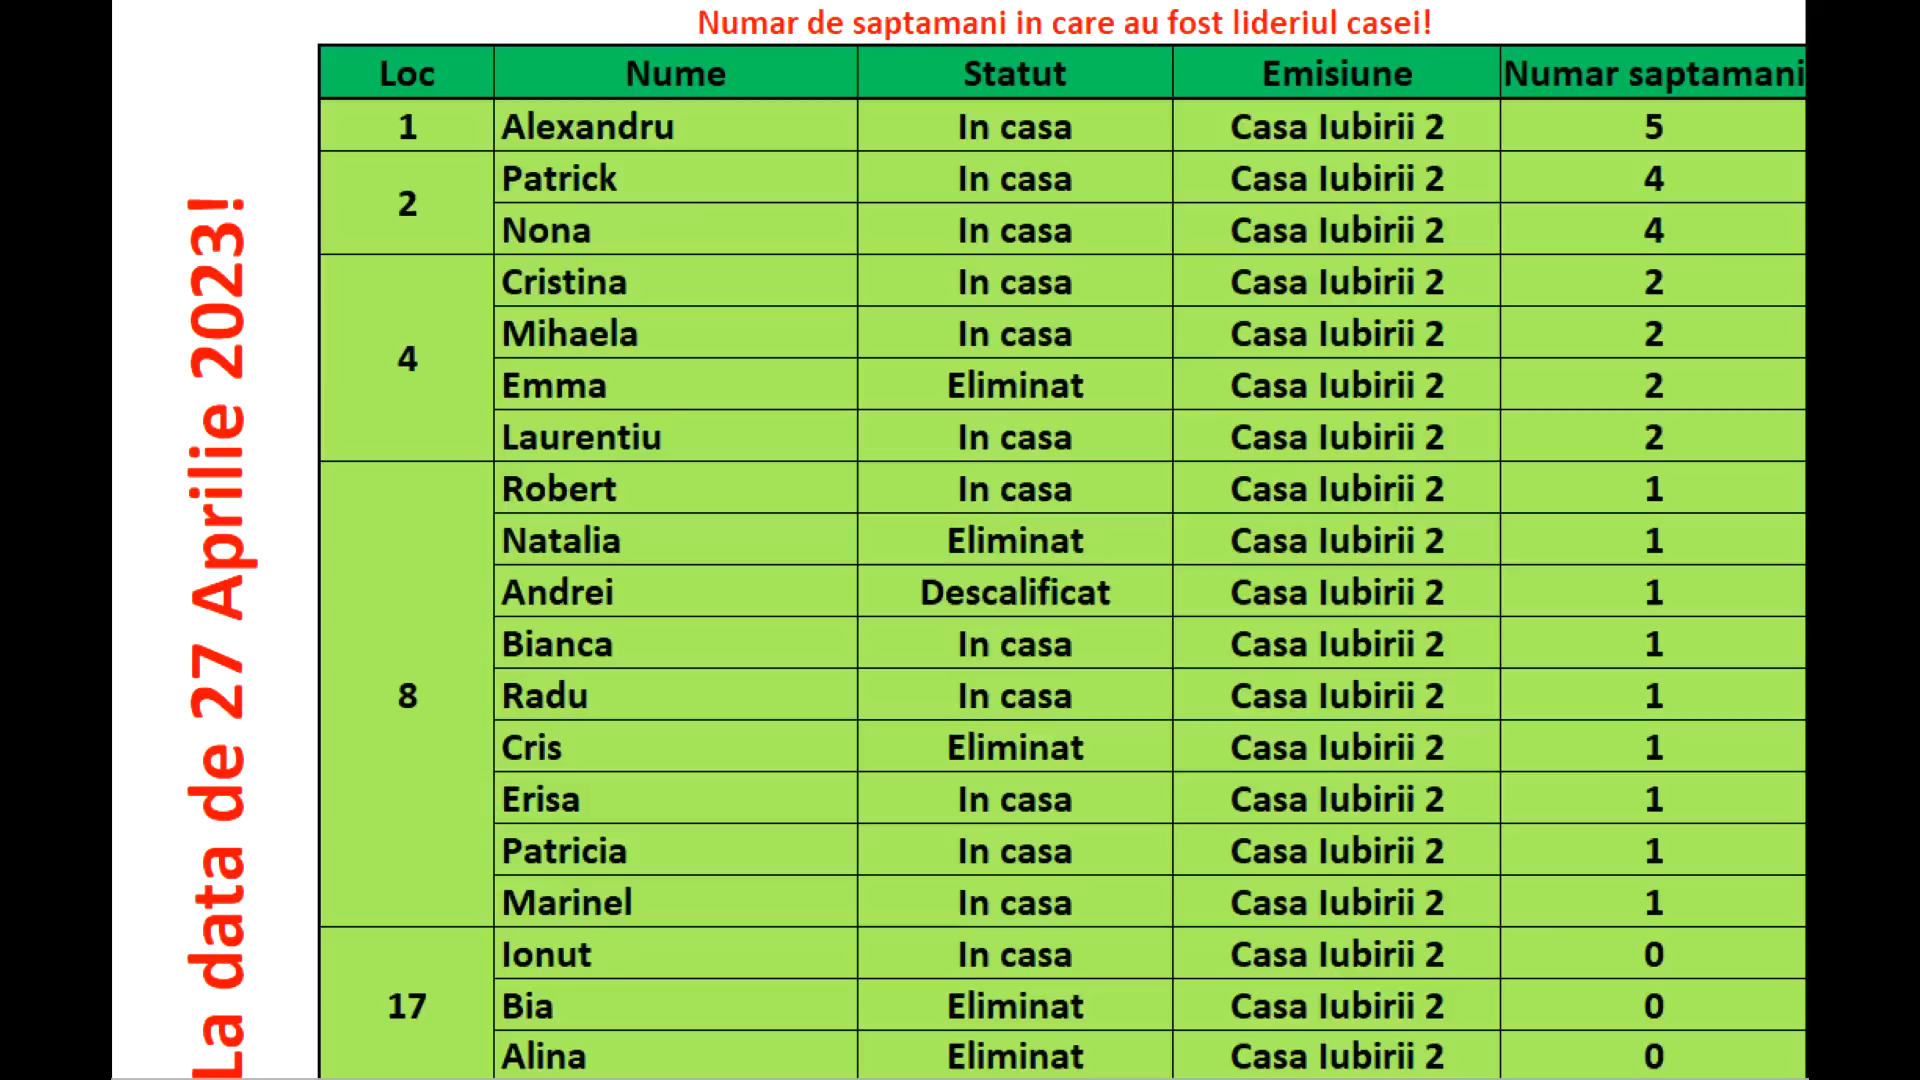 Numar de saptamani in care au fost lideriul casei!
La data de 27 Aprilie 2023!
Loc Nume Statut Emisiune Numar saptamani
1 Alexandru In casa Casa Iubirii 2 5
2 Patrick In casa Casa Iubirii 2 4
Nona In casa Casa Iubirii 2 4
4 Cristina In casa Casa Iubirii 2 2
Mihaela In casa Casa Iubirii 2 2
Emma Eliminat Casa Iubirii 2 2
Laurentiu In casa Casa Iubirii 2 2
8 Robert In casa Casa Iubirii 2 1
Natalia Eliminat Casa Iubirii 2 1
Andrei Descalificat Casa Iubirii 2 1
Bianca In casa Casa Iubirii 2 1
Radu In casa Casa Iubirii 2 1
Cris Eliminat Casa Iubirii 2 1
Erisa In casa Casa Iubirii 2 1
Patricia In casa Casa Iubirii 2 1
Marinel In casa Casa Iubirii 2 1
17 Ionut In casa Casa Iubirii 2 0
Bia Eliminat Casa Iubirii 2 0
Alina Eliminat Casa Iubirii 2 0